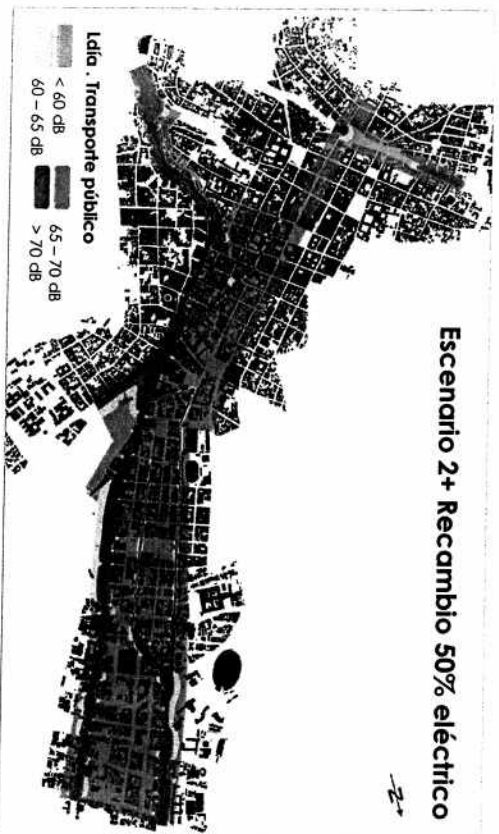 Escenario 2+ Recambio 50% eléctrico
N
Ldía . Transporte público
< 60 dB
65 – 70 dB
60 – 65 dB
> 70 dB